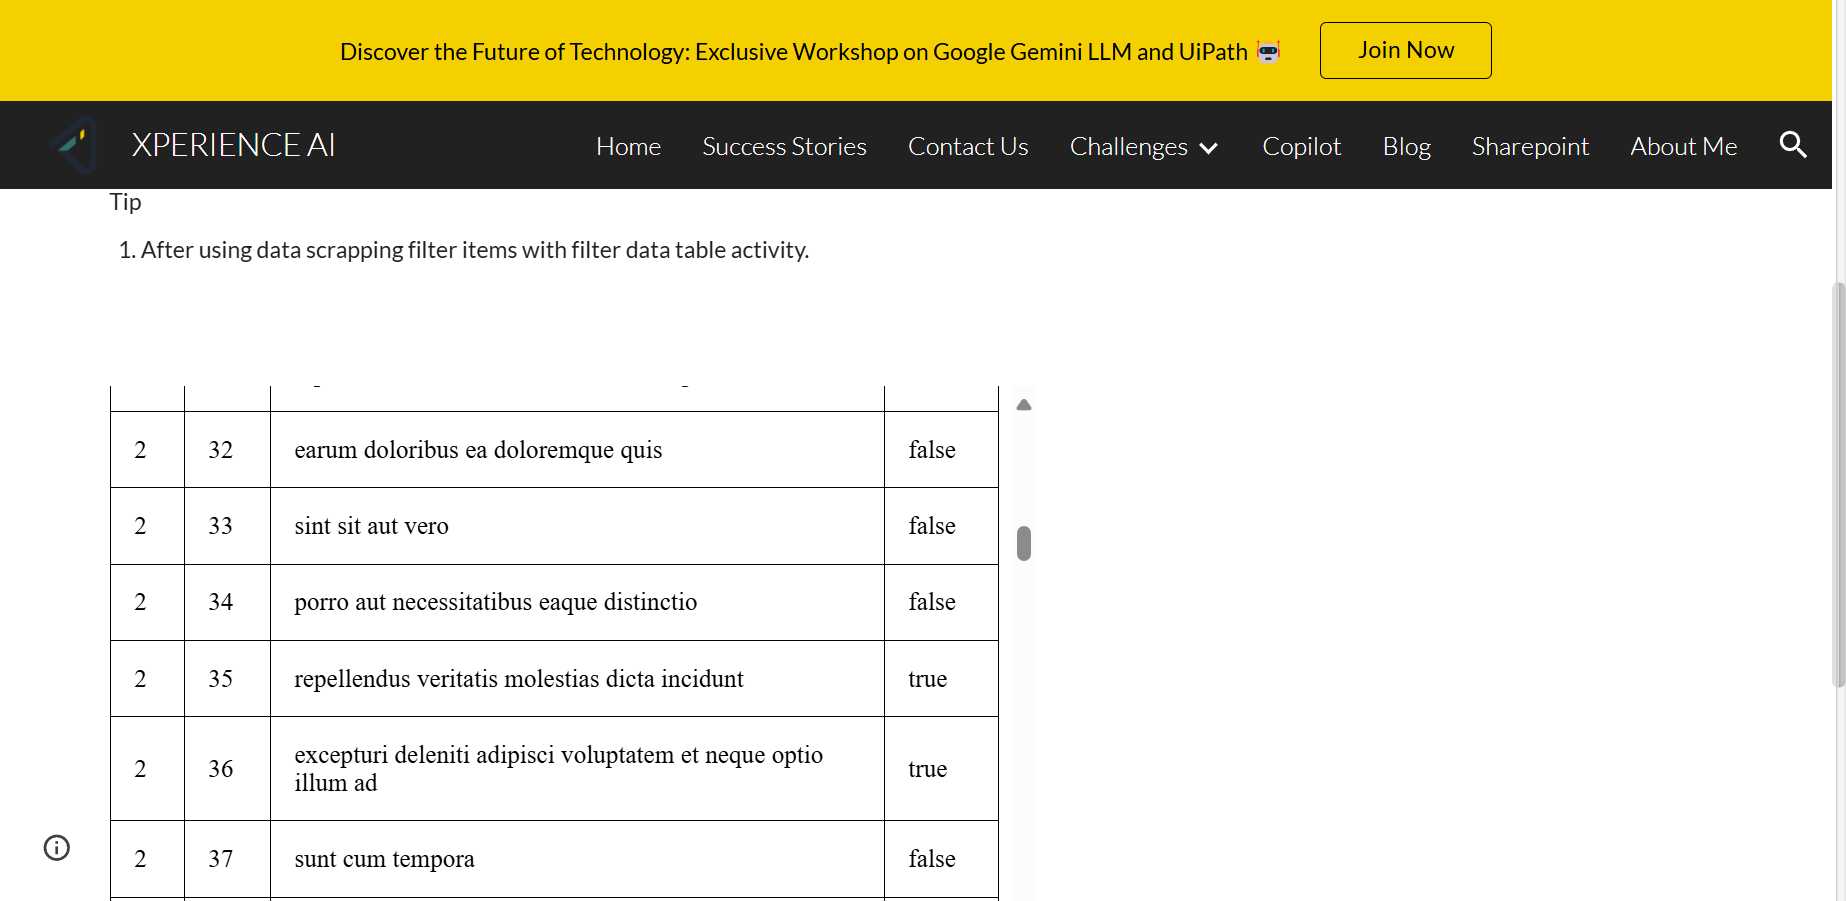 Discover the Future of Technology: Exclusive Workshop on Google Gemini LLM and UiPath
Join Now
XPERIENCE AI
Home Success Stories Contact Us Challenges Copilot Blog Sharepoint About Me
Tip
1. After using data scrapping filter items with filter data table activity.
2 32 earum doloribus ea doloremque quis false
2 33 sint sit aut vero false
2 34 porro aut necessitatibus eaque distinctio false
2 35 repellendus veritatis molestias dicta incidunt true
2 36 excepturi deleniti adipisci voluptatem et neque optio
illum ad true
2 37 sunt cum tempora false